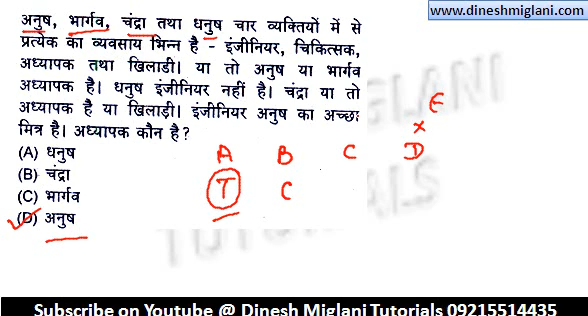 www.dineshmiglani.com
अनुष, भार्गव, चंद्रा तथा धनुष चार व्यक्तियों में से
प्रत्येक का व्यवसाय भिन्न है - इंजीनियर, चिकित्सक,
अध्यापक तथा खिलाडी। या तो अनुष या भार्गव
अध्यापक है। धनुष इंजीनियर नहीं है। चंद्रा या तो
अध्यापक है या खिलाड़ी। इंजीनियर अनुष का अच्छा
मित्र है। अध्यापक कौन है?
E
x
A B C D
T C
(A) धनुष
(B) चंद्रा
(C) भार्गव
(D) अनुष
MIGLANI
TUTORIALS
Subscribe on Youtube @ Dinesh Miglani Tutorials 09215514435